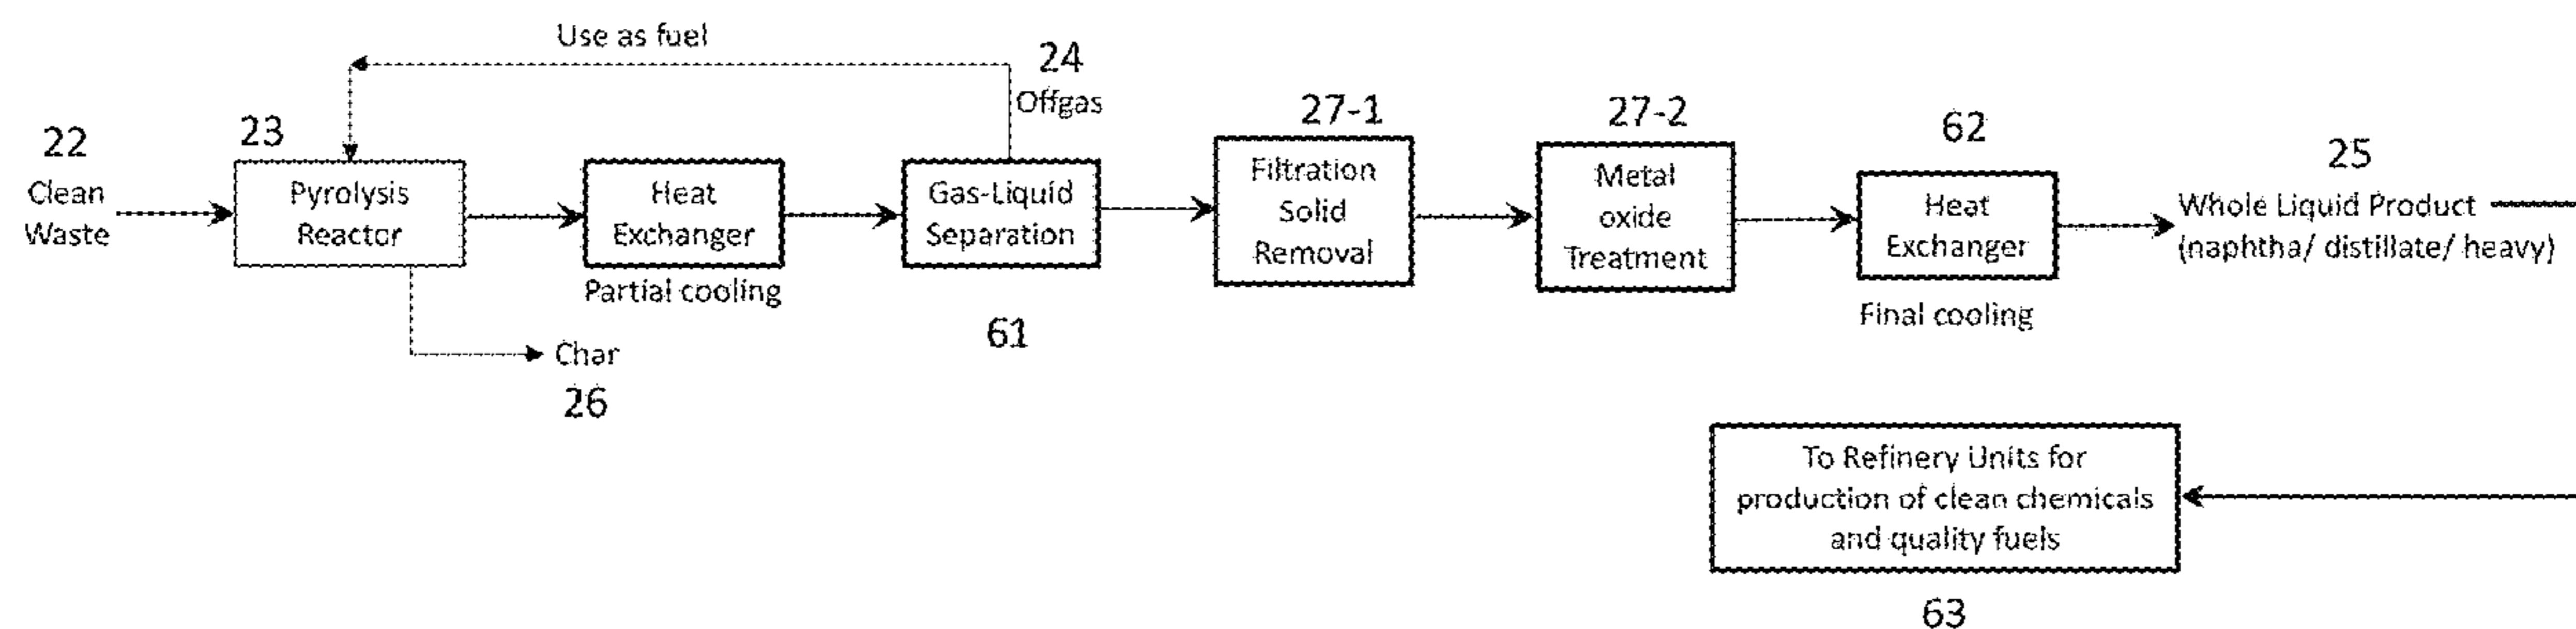 Use as fuel
24
Offgas
22
Clean
Waste
23
Pyrolysis
Reactor
Heat
Exchanger
Partial cooling
Gas-Liquid
Separation
61
27-1
Filtration
Solid
Removal
27-2
Metal
oxide
Treatment
62
Heat
Exchanger
Final cooling
25
Whole Liquid Product
(naphtha/ distillate/ heavy)
Char
26
To Refinery Units for
production of clean chemicals
and quality fuels
63